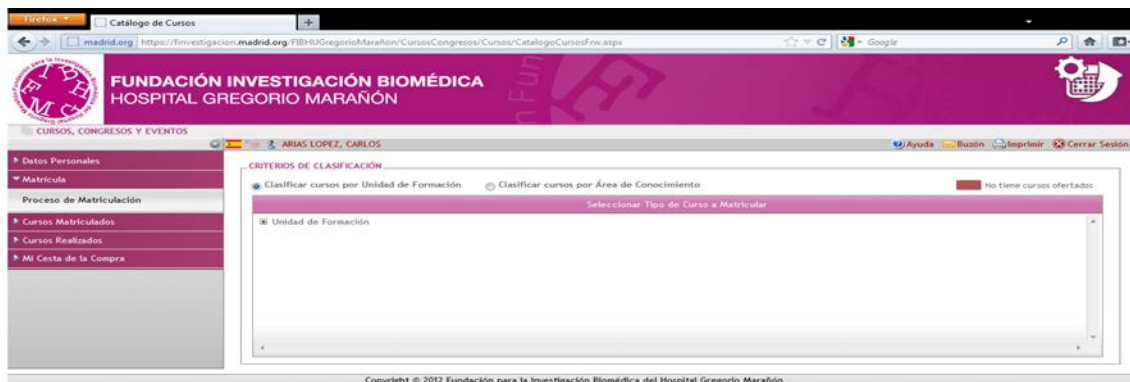 Firefox
Catálogo de Cursos
madrid.org https://finvestigacion.madrid.org/FIBHUGregorioMarañon/CursosCongresos/Cursos/CatalogoCursosFrw.aspx
Google
FUNDACIÓN INVESTIGACIÓN BIOMÉDICA
HOSPITAL GREGORIO MARAÑÓN
CURSOS, CONGRESOS Y EVENTOS
ARIAS LOPEZ, CARLOS
Ayuda Buzón Imprimir Cerrar Sesión
Datos Personales
Matrícula
Proceso de Matriculación
Cursos Matriculados
Cursos Realizados
Mi Cesta de la Compra
CRITERIOS DE CLASIFICACIÓN
Clasificar cursos por Unidad de Formación Clasificar cursos por Área de Conocimiento
No tiene cursos ofertados
Seleccionar Tipo de Curso a Matricular
Unidad de Formación
Copyright © 2012 Fundación para la Investigación Biomédica del Hospital Gregorio Marañón